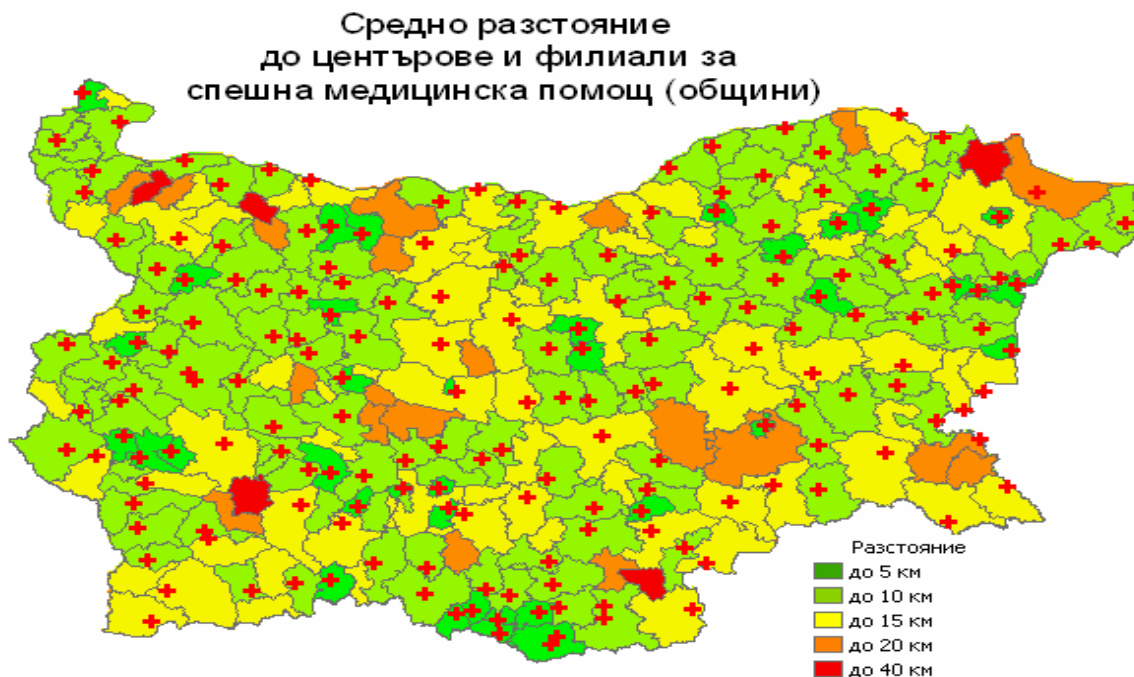 Средно разстояние
до центърове и филиали за
спешна медицинска помощ (общини)
Разстояние
до 5 км
до 10 км
до 15 км
до 20 км
до 40 км